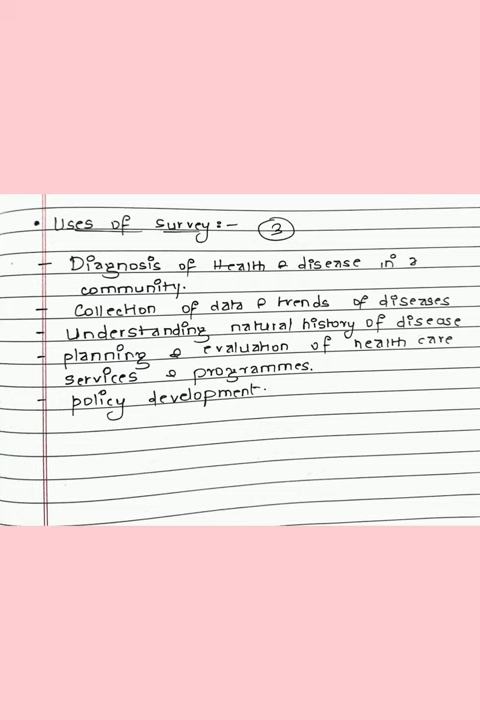 • Uses of survey:- ③
- Diagnosis of Health & disease in a
community.
- Collection of data & trends of diseases
- Understanding natural history of disease
- planning & evaluation of health care
services & programmes.
- policy development.